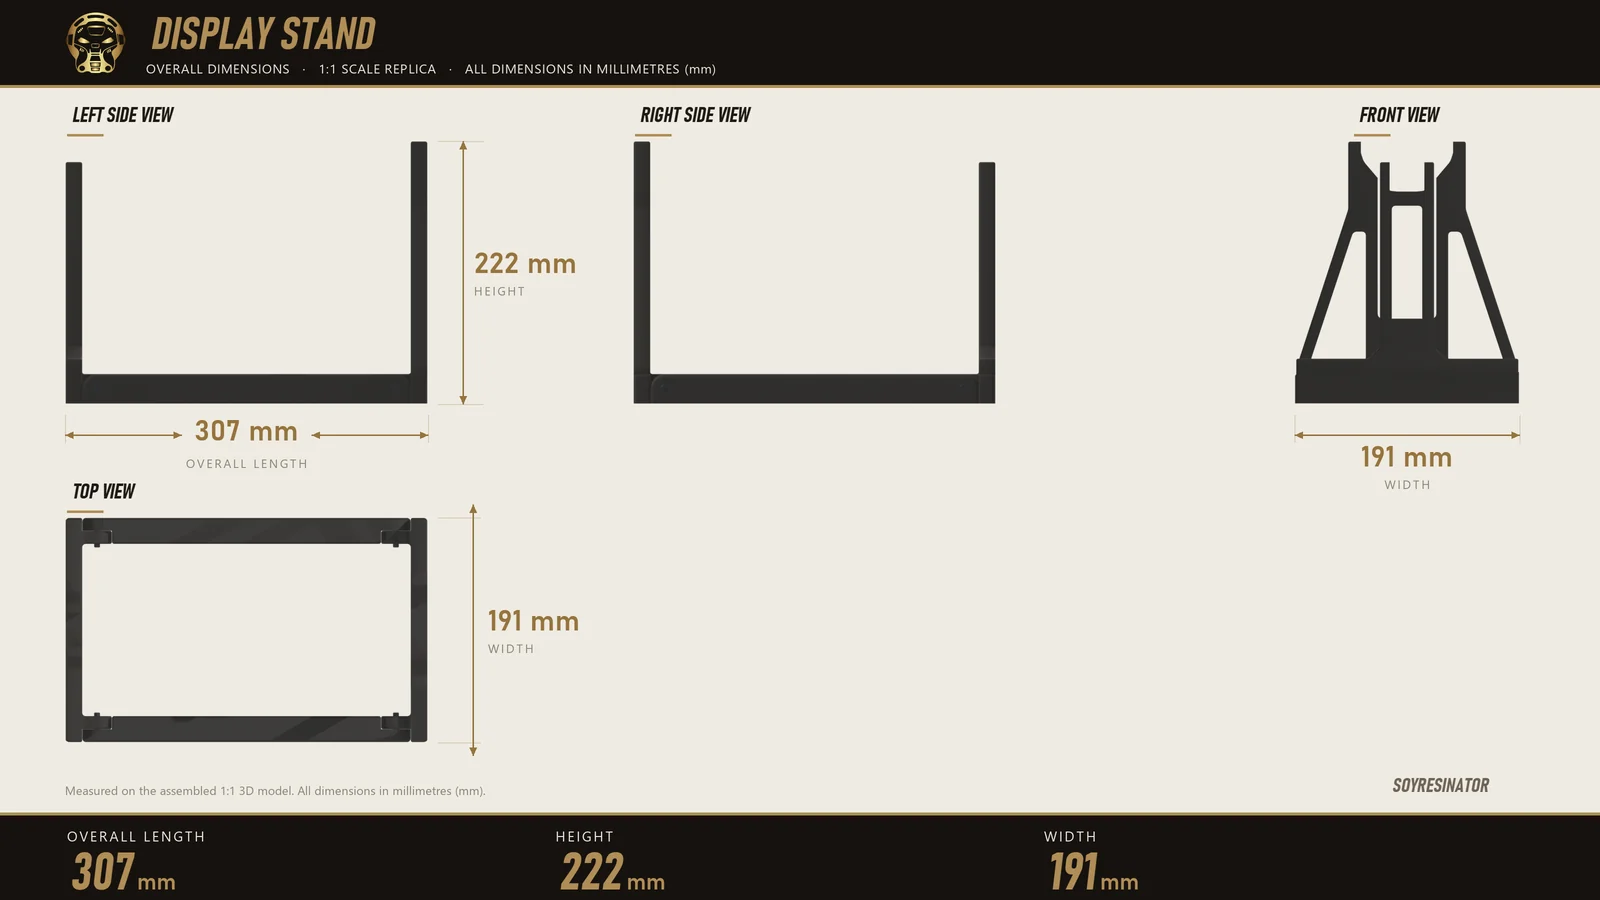 DISPLAY STAND
OVERALL DIMENSIONS · 1:1 SCALE REPLICA · ALL DIMENSIONS IN MILLIMETRES (mm)
LEFT SIDE VIEW
RIGHT SIDE VIEW
FRONT VIEW
222 mm
HEIGHT
307 mm
OVERALL LENGTH
191 mm
WIDTH
TOP VIEW
191 mm
WIDTH
Measured on the assembled 1:1 3D model. All dimensions in millimetres (mm).
SOYRESINATOR
OVERALL LENGTH
307 mm
HEIGHT
222 mm
WIDTH
191 mm